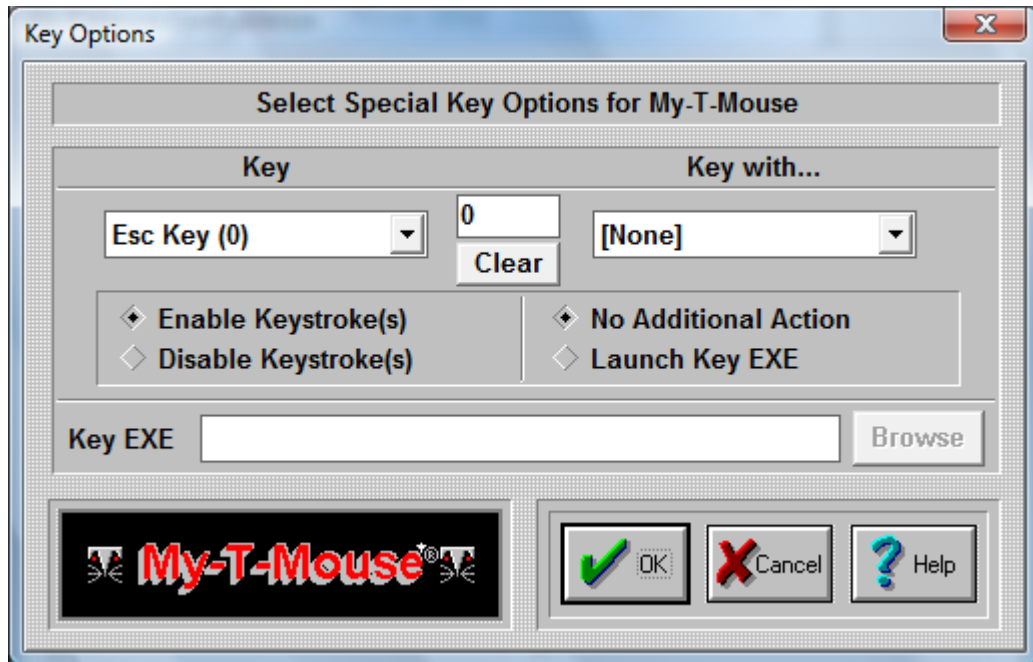 Key Options
Select Special Key Options for My-T-Mouse
Key Key with...
Esc Key (0) 0 [None]
Clear
Enable Keystroke(s) No Additional Action
Disable Keystroke(s) Launch Key EXE
Key EXE Browse
My-T-Mouse® OK Cancel Help